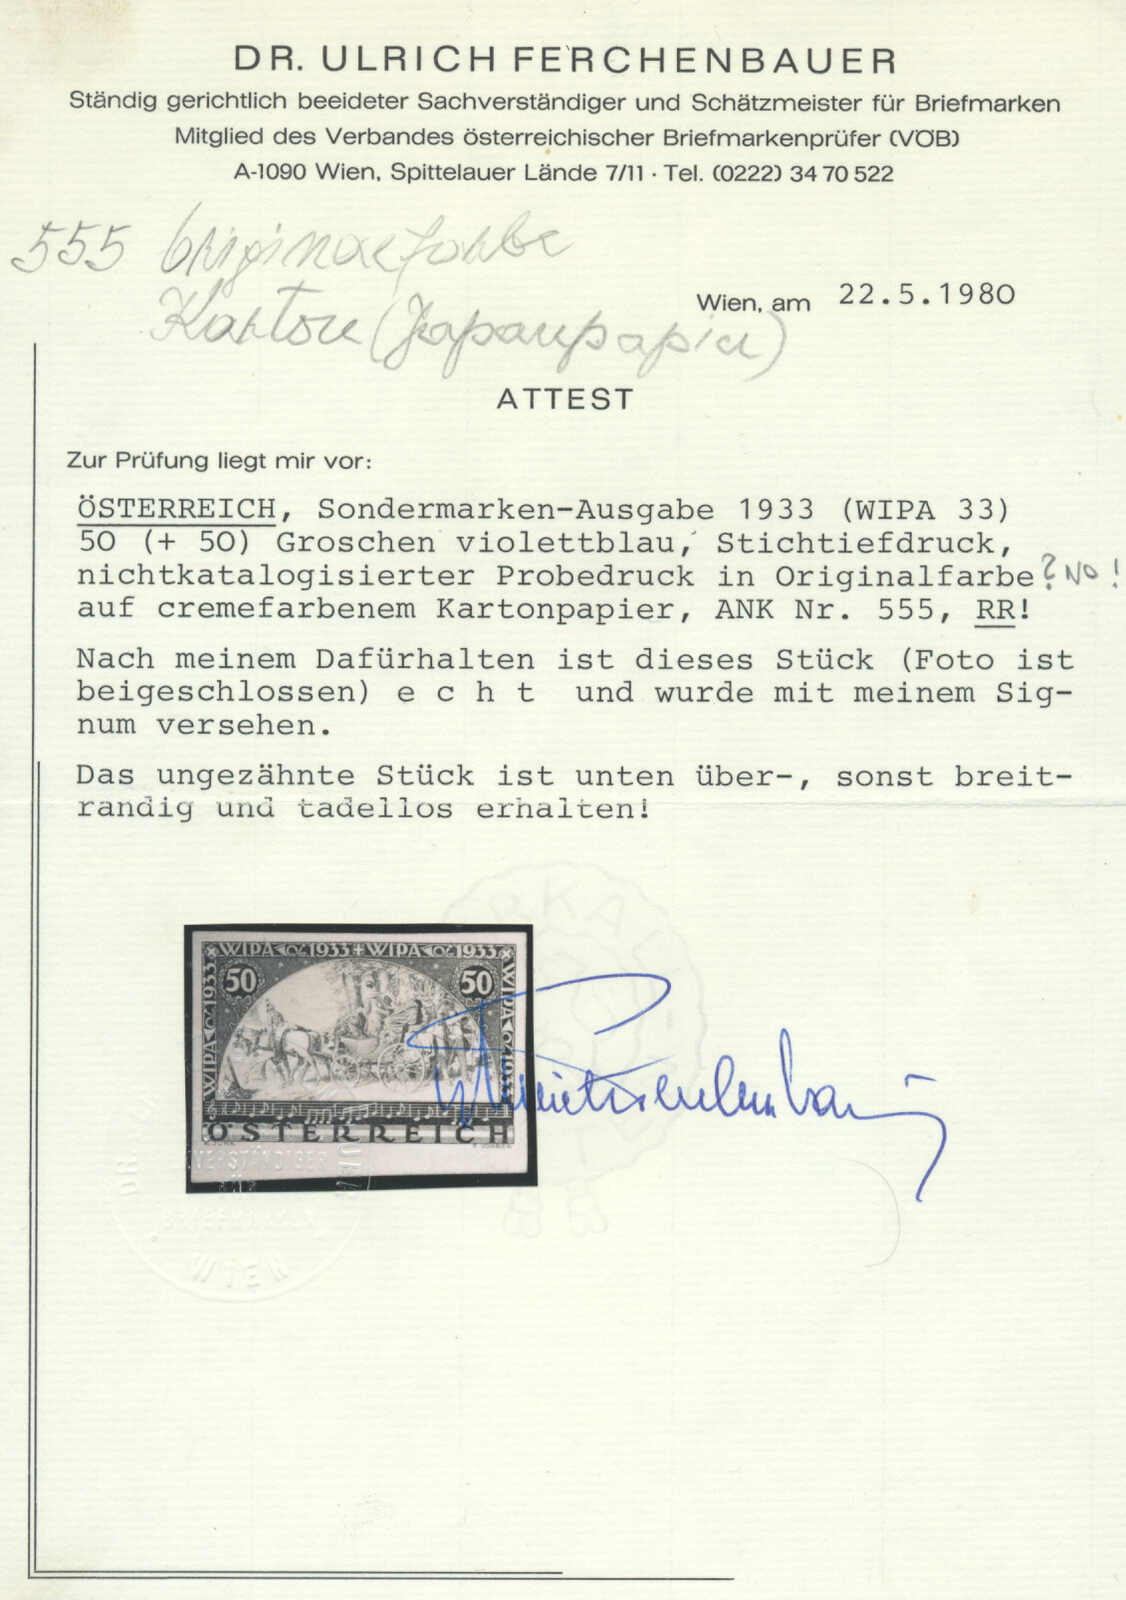 DR. ULRICH FERCHENBAUER
Ständig gerichtlich beeideter Sachverständiger und Schätzmeister für Briefmarken
Mitglied des Verbandes österreichischer Briefmarkenprüfer (VÖB)
A-1090 Wien, Spittelauer Lände 7/11 · Tel. (0222) 34 70 522
555 Originalfarbe
Karton (Japanpapier)
Wien, am 22.5.1980
ATTEST
Zur Prüfung liegt mir vor:
ÖSTERREICH, Sondermarken-Ausgabe 1933 (WIPA 33)
50 (+ 50) Groschen violettblau, Stichtiefdruck,
nichtkatalogisierter Probedruck in Originalfarbe ? NO !
auf cremefarbenem Kartonpapier, ANK Nr. 555, RR!
Nach meinem Dafürhalten ist dieses Stück (Foto ist
beigeschlossen) e c h t und wurde mit meinem Sig-
num versehen.
Das ungezähnte Stück ist unten über-, sonst breit-
randig und tadellos erhalten!
WIPA 1933 + WIPA 1933
WIPA 1933
WIPA 1933
50 50
ÖSTERREICH
WIEN